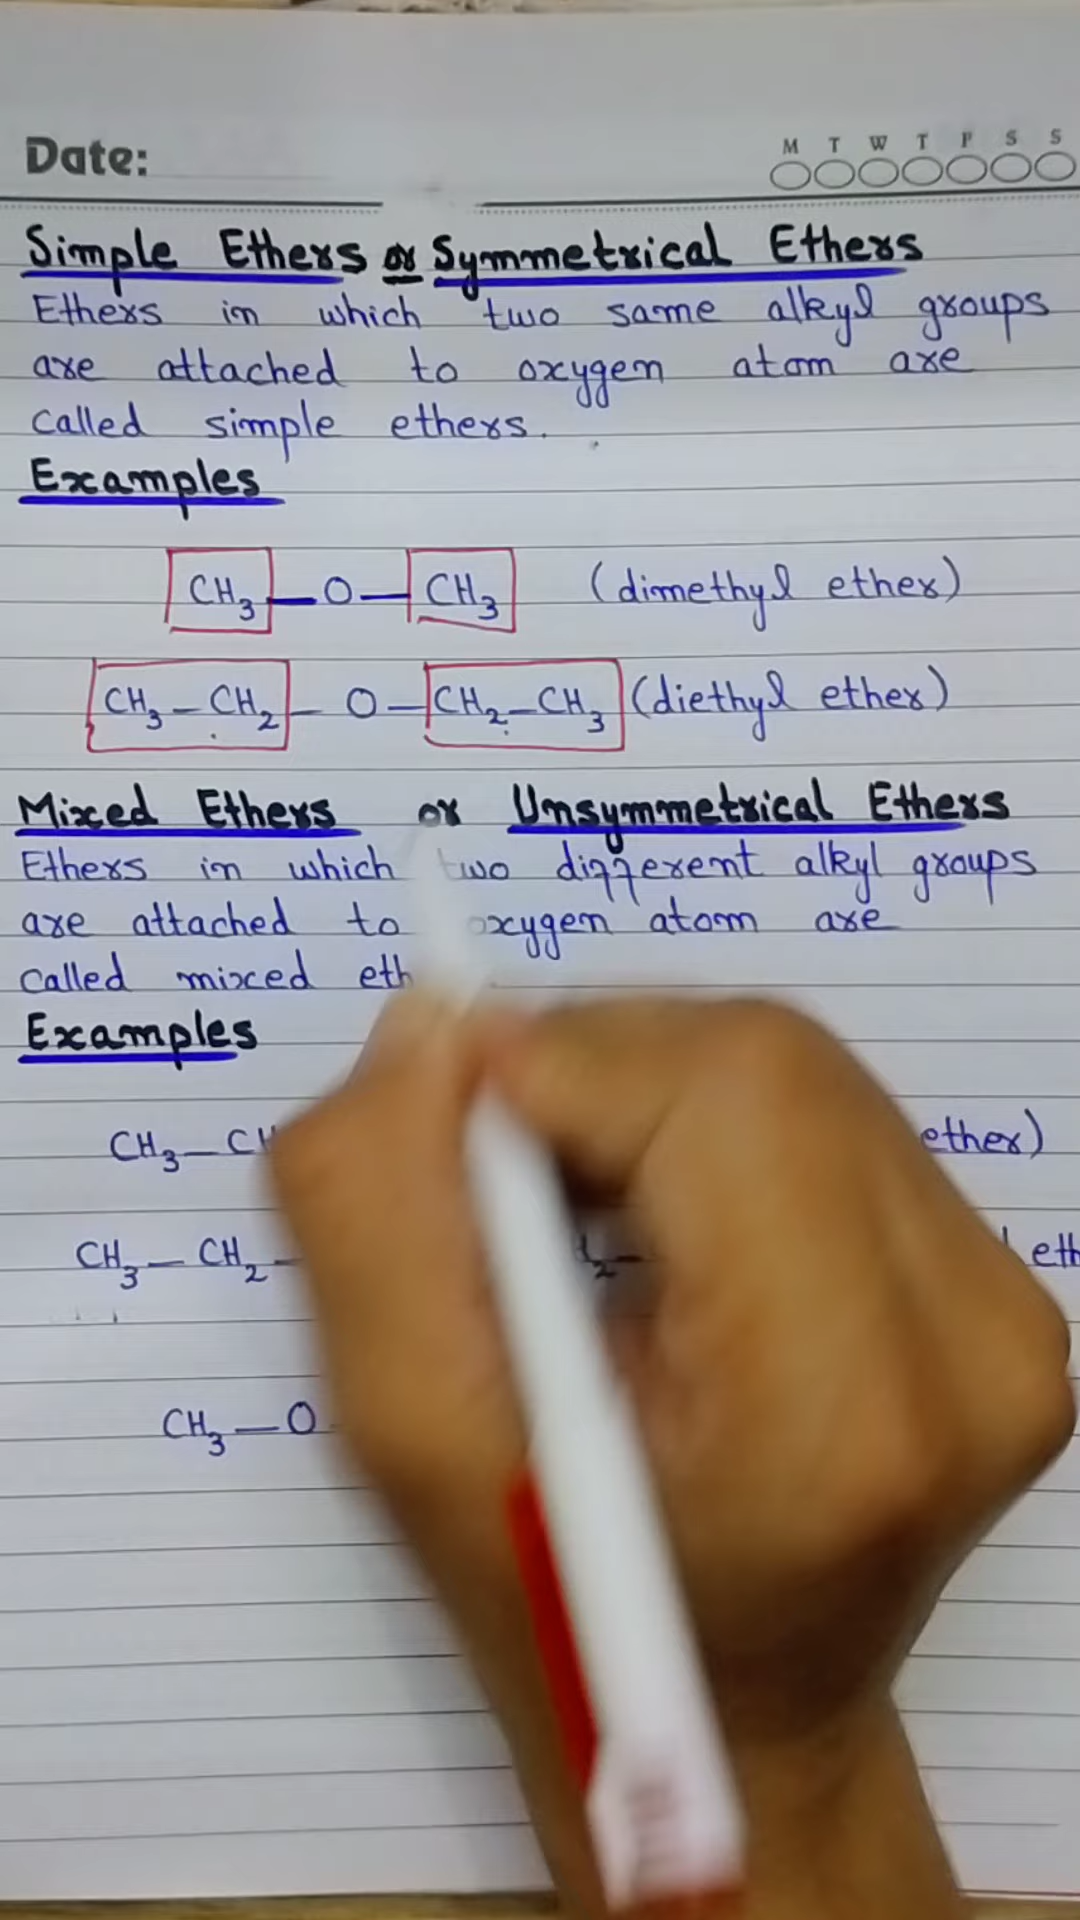 Date:
M T W T F S S
Simple Ethers or Symmetrical Ethers
Ethers in which two same alkyl groups
are attached to oxygen atom are
called simple ethers.
Examples
CH₃—O—CH₃ (dimethyl ether)
CH₃—CH₂—O—CH₂—CH₃ (diethyl ether)
Mixed Ethers or Unsymmetrical Ethers
Ethers in which two different alkyl groups
are attached to oxygen atom are
called mixed
Examples
CH₃— ether)
CH₃—CH₂—
CH₃—O